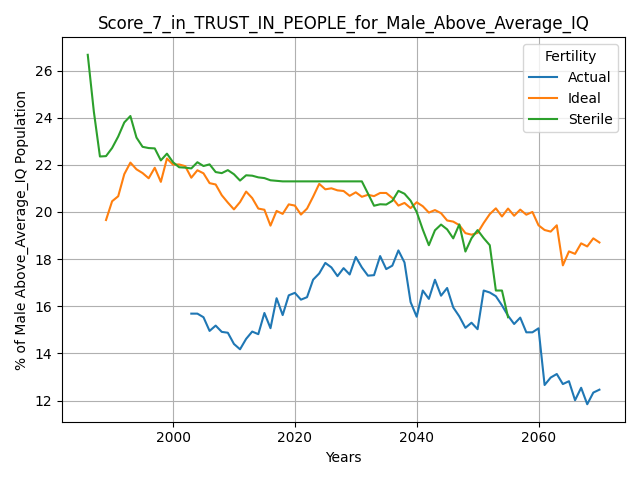 Score_7_in_TRUST_IN_PEOPLE_for_Male_Above_Average_IQ
% of Male Above_Average_IQ Population
26
24
22
20
18
16
14
12
Fertility
Actual
Ideal
Sterile
2000 2020 2040 2060
Years